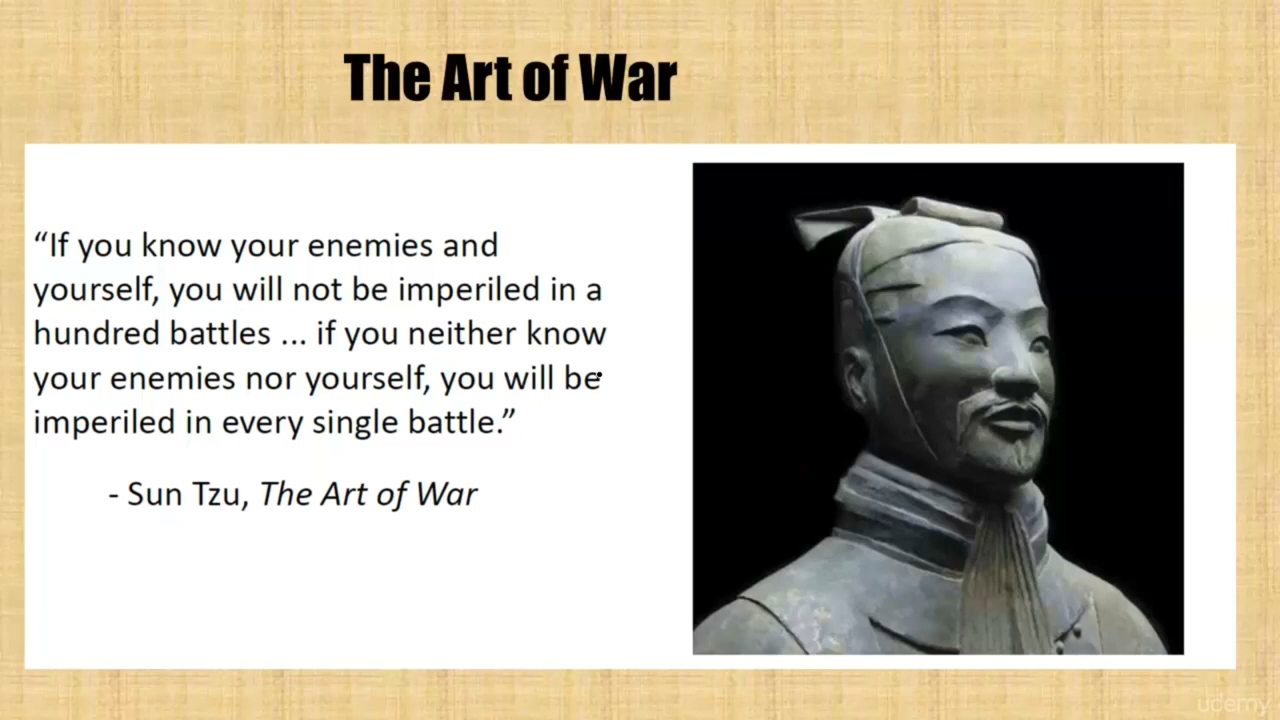 The Art of War
“If you know your enemies and
yourself, you will not be imperiled in a
hundred battles ... if you neither know
your enemies nor yourself, you will be
imperiled in every single battle.”
- Sun Tzu, The Art of War
udemy